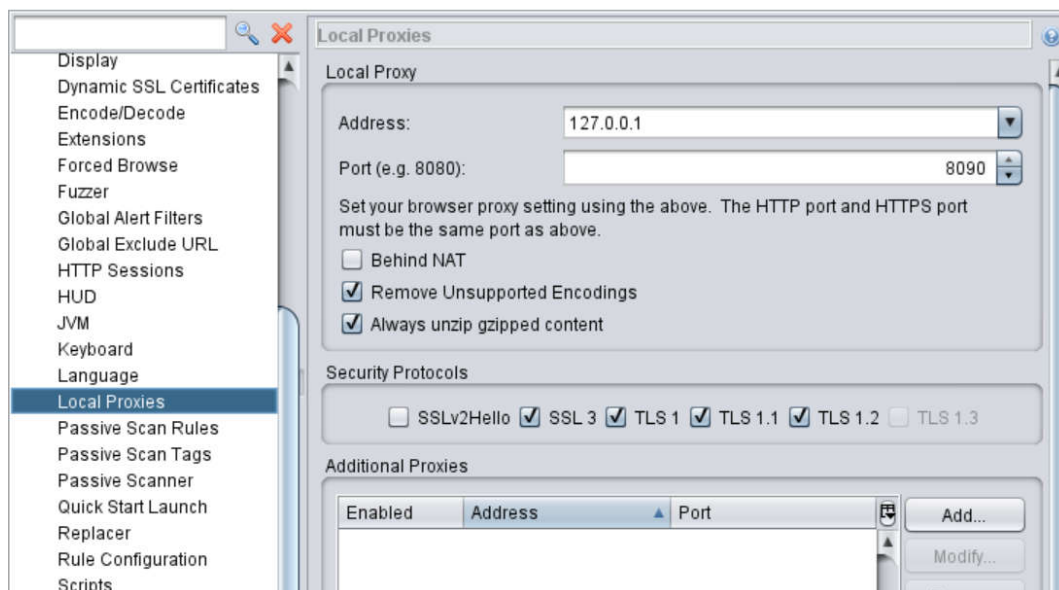 Display
Dynamic SSL Certificates
Encode/Decode
Extensions
Forced Browse
Fuzzer
Global Alert Filters
Global Exclude URL
HTTP Sessions
HUD
JVM
Keyboard
Language
Local Proxies
Passive Scan Rules
Passive Scan Tags
Passive Scanner
Quick Start Launch
Replacer
Rule Configuration
Scripts
Local Proxies
Local Proxy
Address: 127.0.0.1
Port (e.g. 8080): 8090
Set your browser proxy setting using the above. The HTTP port and HTTPS port
must be the same port as above.
Behind NAT
Remove Unsupported Encodings
Always unzip gzipped content
Security Protocols
SSLv2Hello SSL 3 TLS 1 TLS 1.1 TLS 1.2 TLS 1.3
Additional Proxies
Enabled Address Port
Add...
Modify...